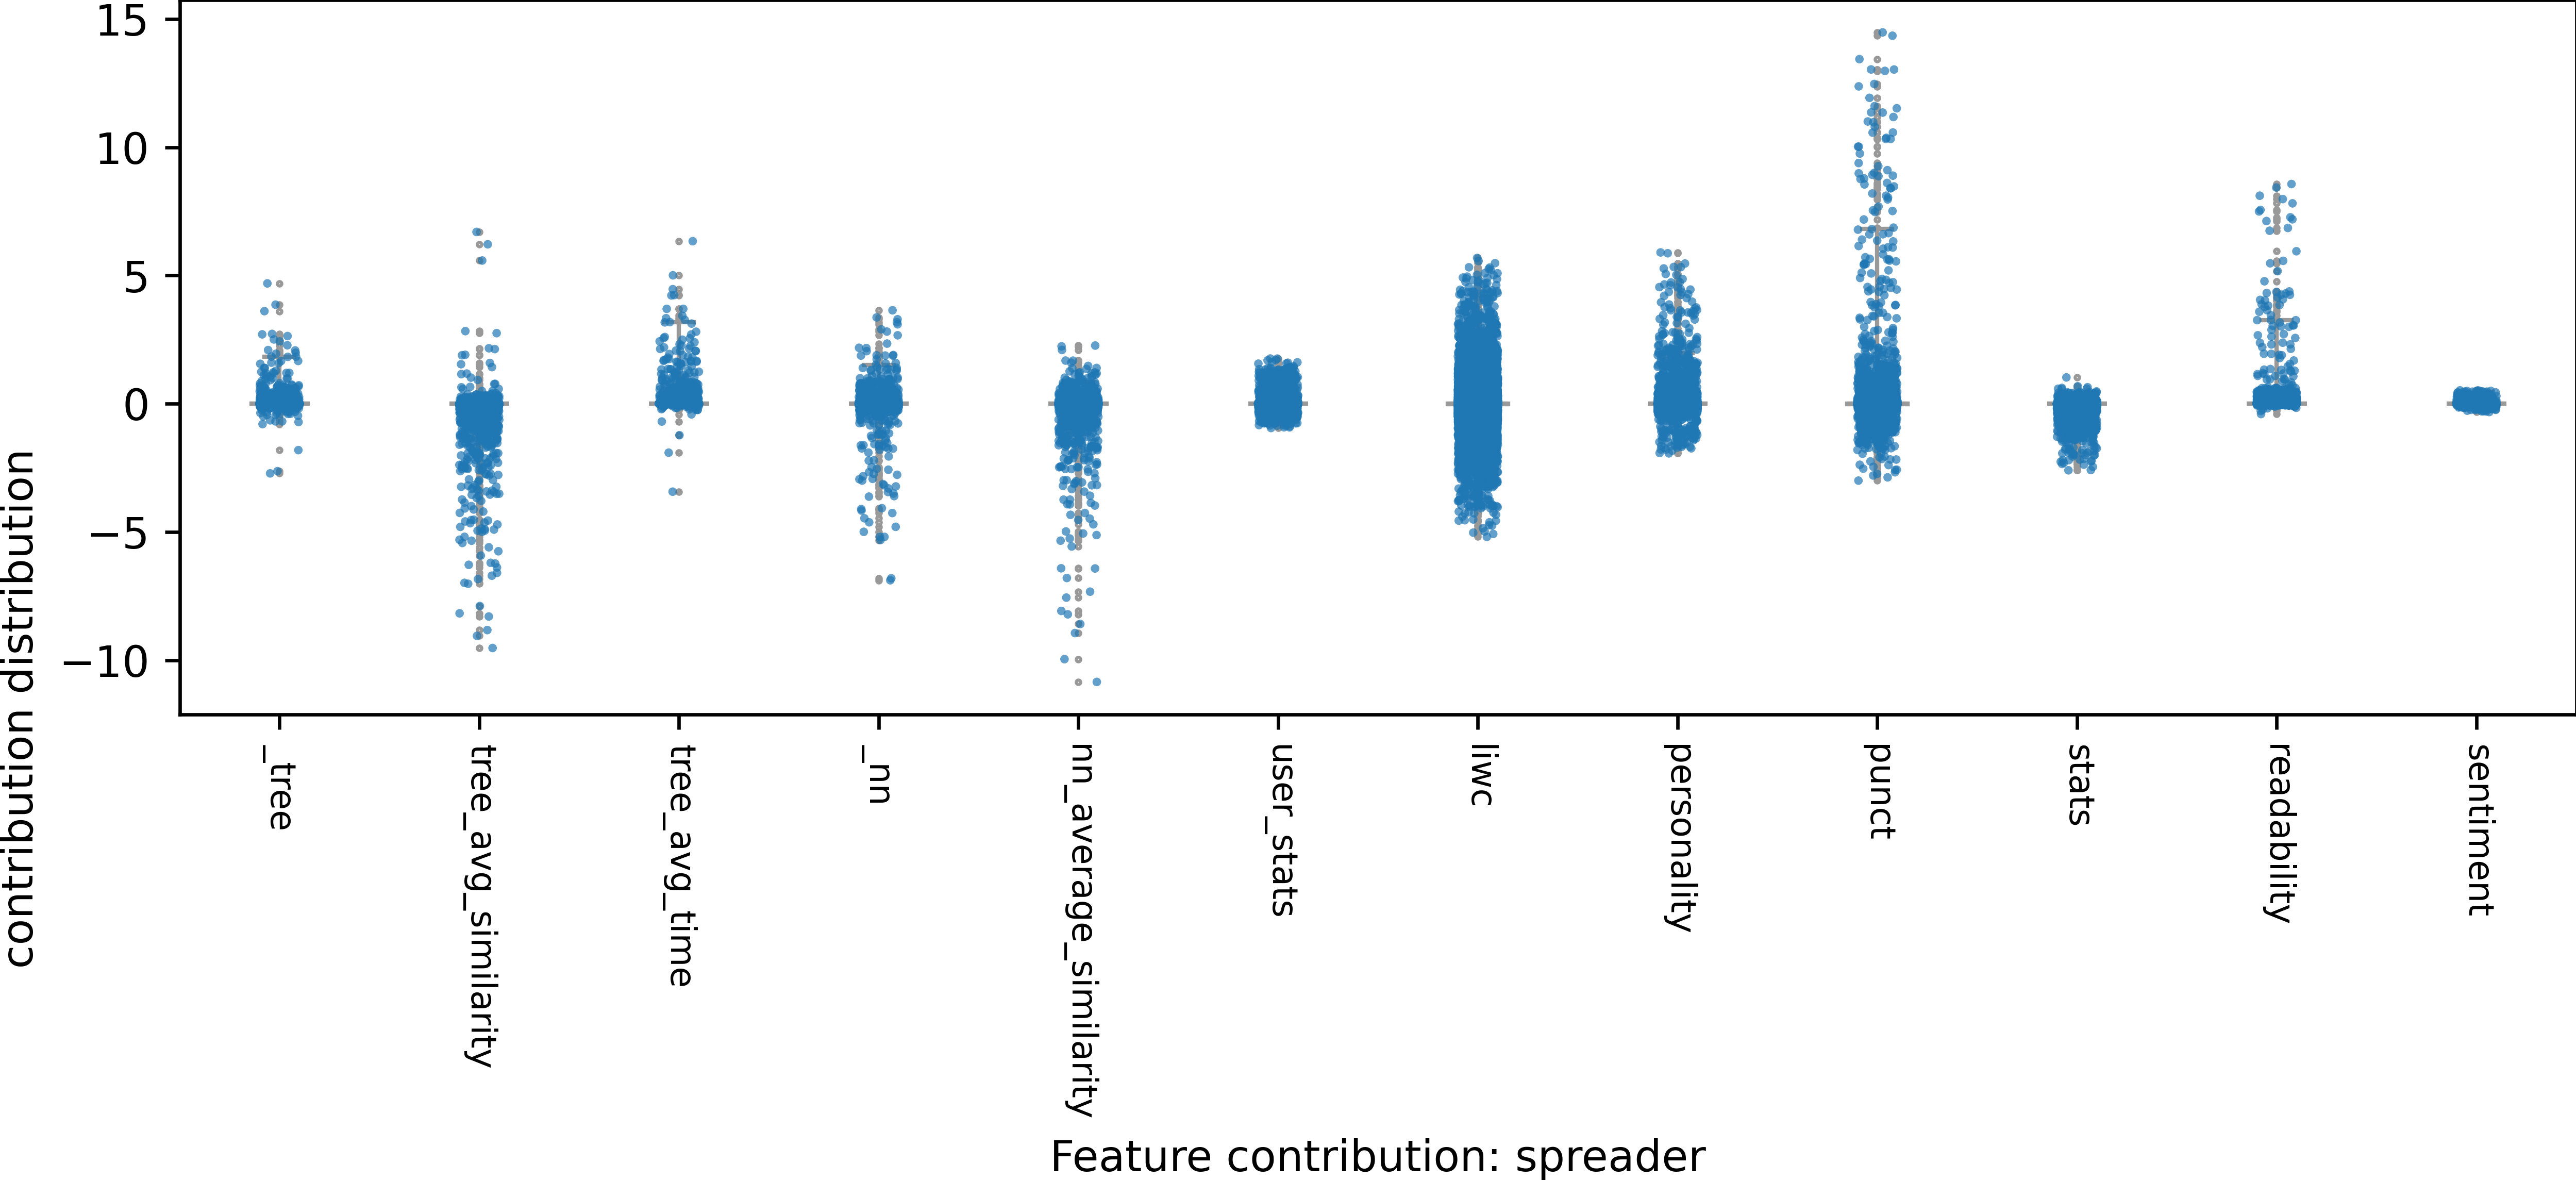 15
10
5
0
−5
−10
contribution distribution
_tree
tree_avg_similarity
tree_avg_time
_nn
nn_average_similarity
user_stats
liwc
personality
punct
stats
readability
sentiment
Feature contribution: spreader